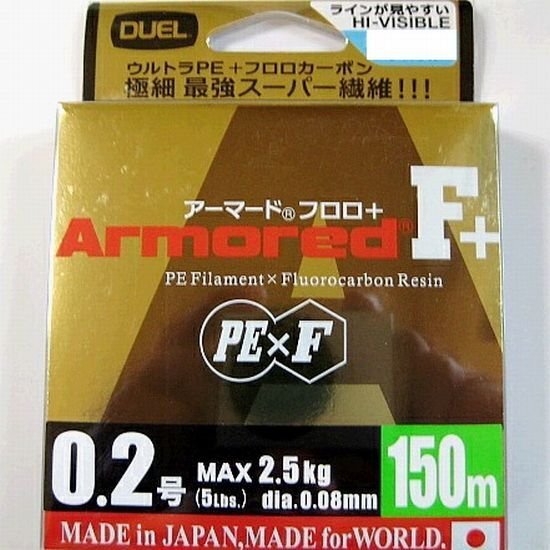 DUEL
ラインが見やすい
HI-VISIBLE
ウルトラPE+フロロカーボン
極細 最強スーパー繊維!!!
アーマード®フロロ+
Armored® F+
PE Filament×Fluorocarbon Resin
PE×F
0.2号 MAX 2.5kg 150m
(5Lbs.) dia.0.08mm
MADE in JAPAN,MADE for WORLD.